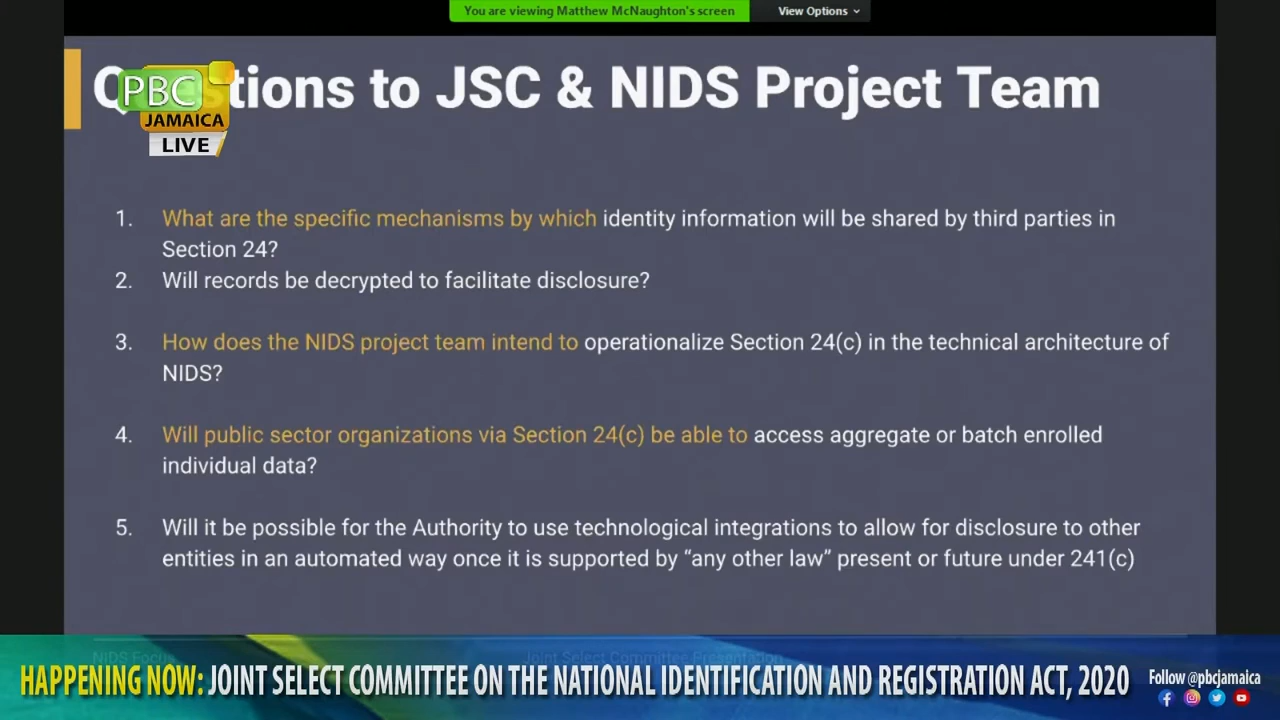 You are viewing Matthew McNaughton's screen
View Options
Q tions to JSC & NIDS Project Team
PBC
JAMAICA
LIVE
1. What are the specific mechanisms by which identity information will be shared by third parties in
Section 24?
2. Will records be decrypted to facilitate disclosure?
3. How does the NIDS project team intend to operationalize Section 24(c) in the technical architecture of
NIDS?
4. Will public sector organizations via Section 24(c) be able to access aggregate or batch enrolled
individual data?
5. Will it be possible for the Authority to use technological integrations to allow for disclosure to other
entities in an automated way once it is supported by “any other law” present or future under 241(c)
NIDS Focus
Joint Select Committee Presentation
HAPPENING NOW: JOINT SELECT COMMITTEE ON THE NATIONAL IDENTIFICATION AND REGISTRATION ACT, 2020
Follow @pbcjamaica